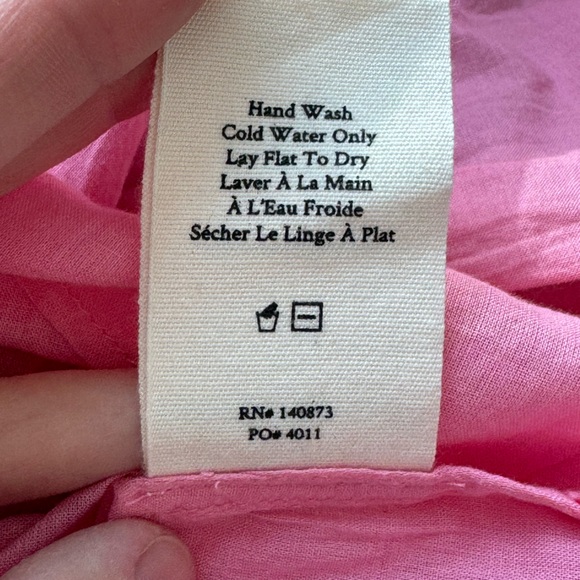 Hand Wash
Cold Water Only
Lay Flat To Dry
Laver À La Main
À L'Eau Froide
Sécher Le Linge À Plat
RN# 140873
PO# 4011